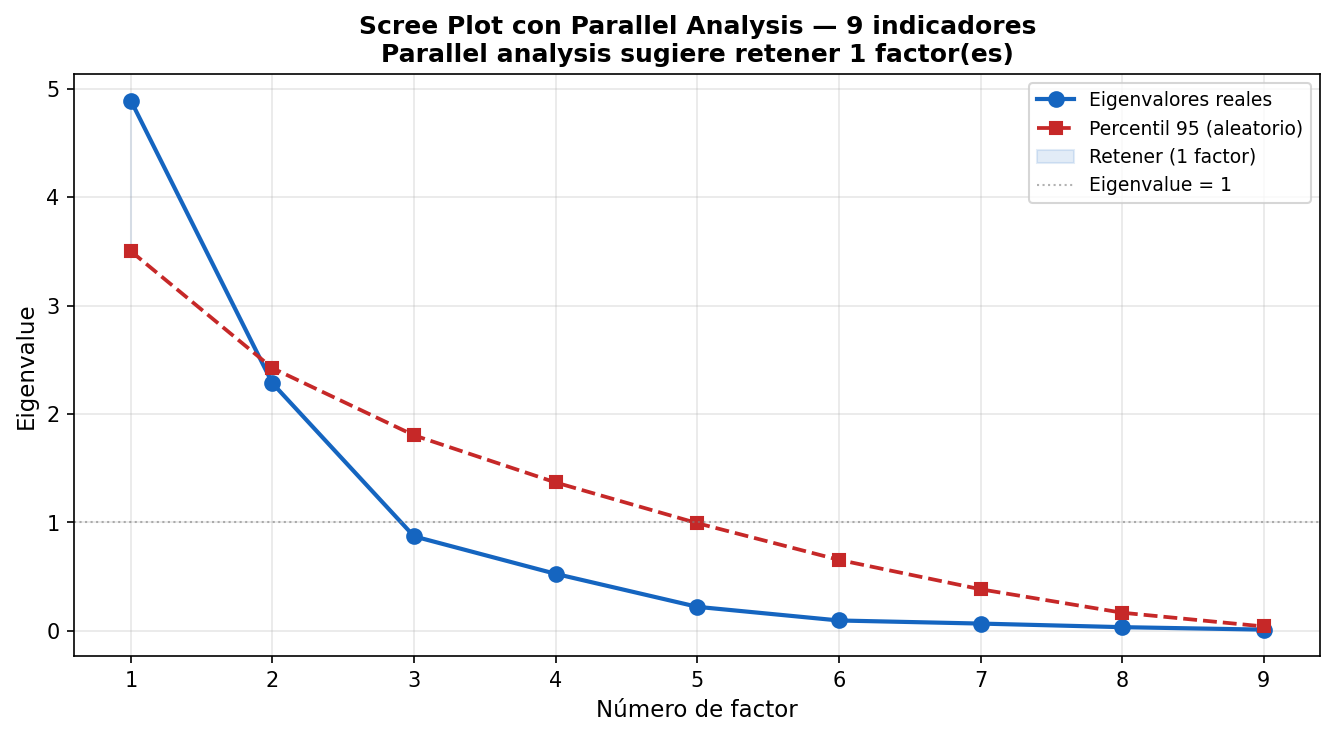 Scree Plot con Parallel Analysis — 9 indicadores
Parallel analysis sugiere retener 1 factor(es)
Eigenvalores reales
Percentil 95 (aleatorio)
Retener (1 factor)
Eigenvalue = 1
Eigenvalue
5
4
3
2
1
0
1 2 3 4 5 6 7 8 9
Número de factor